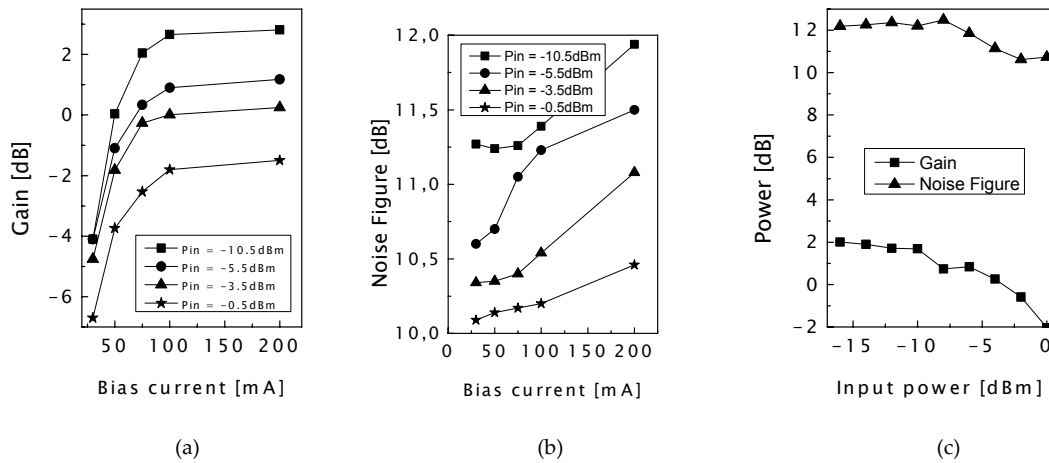 2
0
-2
-4
-6
Gain [dB]
Pin = -10.5dBm
Pin = -5.5dBm
Pin = -3.5dBm
Pin = -0.5dBm
50 100 150 200
Bias current [mA]
(a)
12,0
11,5
11,0
10,5
10,0
Noise Figure [dB]
Pin = -10.5dBm
Pin = -5.5dBm
Pin = -3.5dBm
Pin = -0.5dBm
0 50 100 150 200
Bias current [mA]
(b)
12
10
8
6
4
2
0
-2
Power [dB]
Gain
Noise Figure
-15 -10 -5 0
Input power [dBm]
(c)